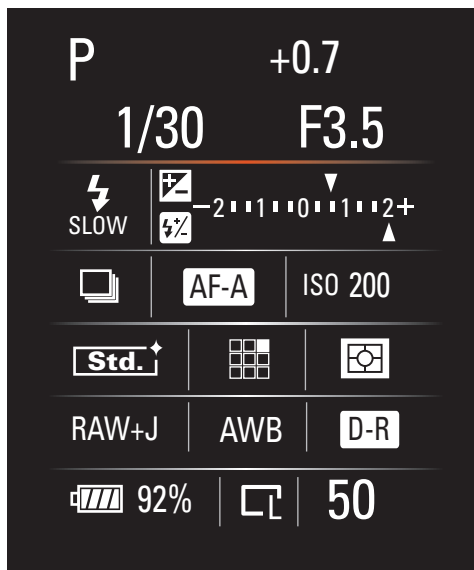 P +0.7
1/30 F3.5
SLOW -2 1 0 1 2+
AF-A ISO 200
Std.
RAW+J AWB D-R
92% L 50